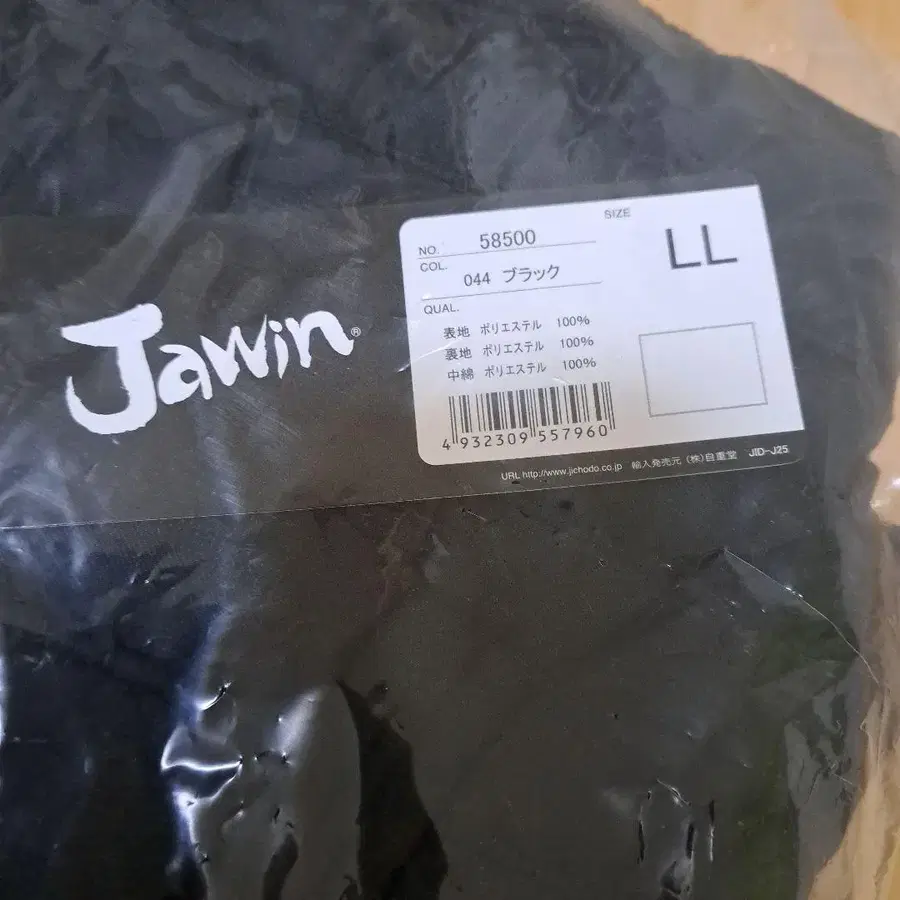 Jawin®
NO. 58500
SIZE
LL
COL. 044 ブラック
QUAL.
表地 ポリエステル 100%
裏地 ポリエステル 100%
中綿 ポリエステル 100%
4 932309 557960
URL http://www.jichodo.co.jp 輸入発売元 (株)自重堂 JID-J25